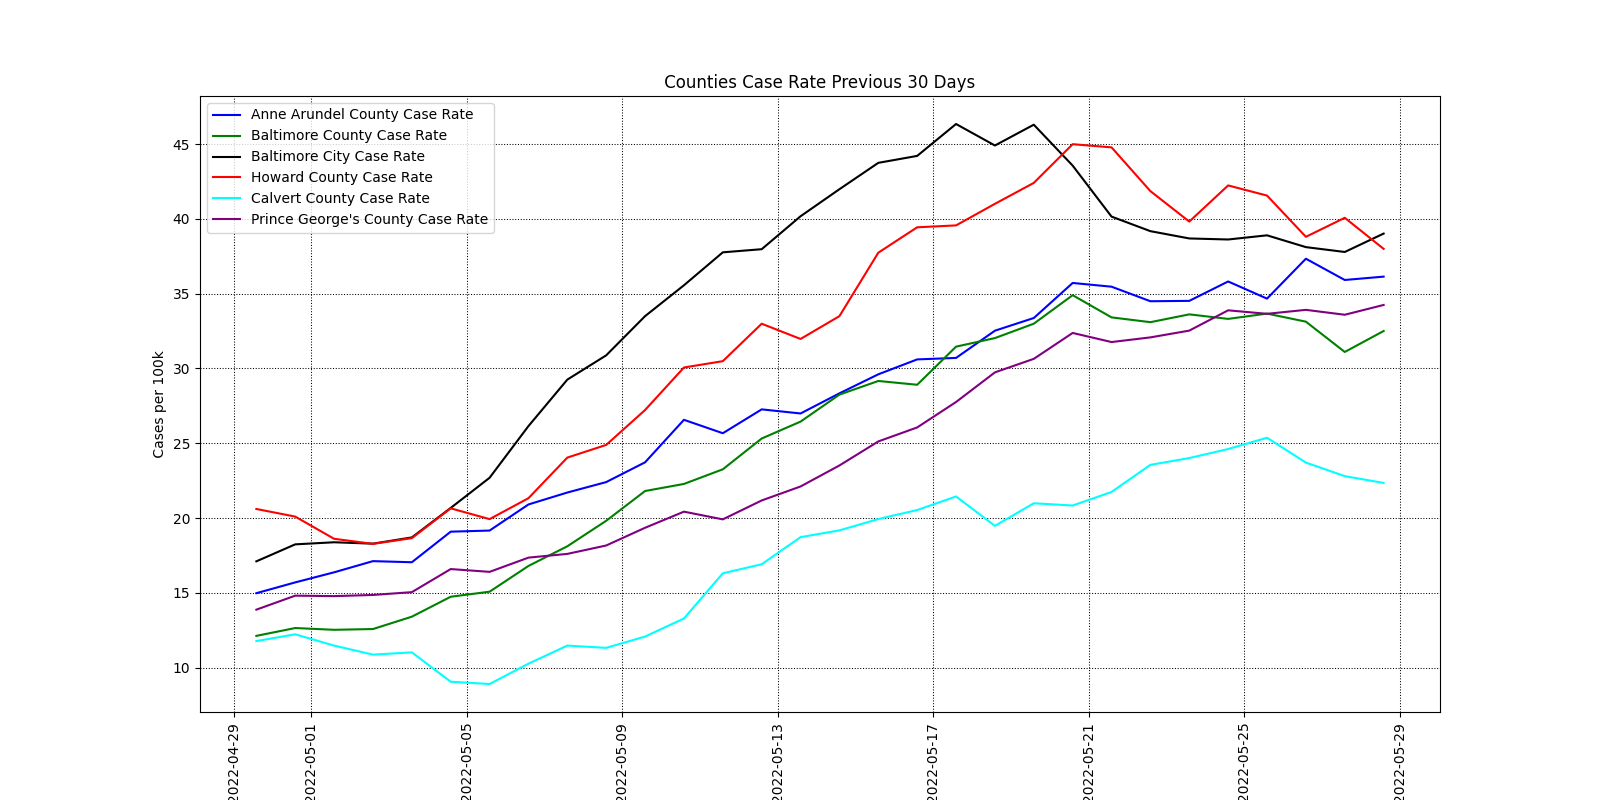 Counties Case Rate Previous 30 Days
Anne Arundel County Case Rate
Baltimore County Case Rate
Baltimore City Case Rate
Howard County Case Rate
Calvert County Case Rate
Prince George's County Case Rate
Cases per 100k
45
40
35
30
25
20
15
10
2022-04-29
2022-05-01
2022-05-05
2022-05-09
2022-05-13
2022-05-17
2022-05-21
2022-05-25
2022-05-29